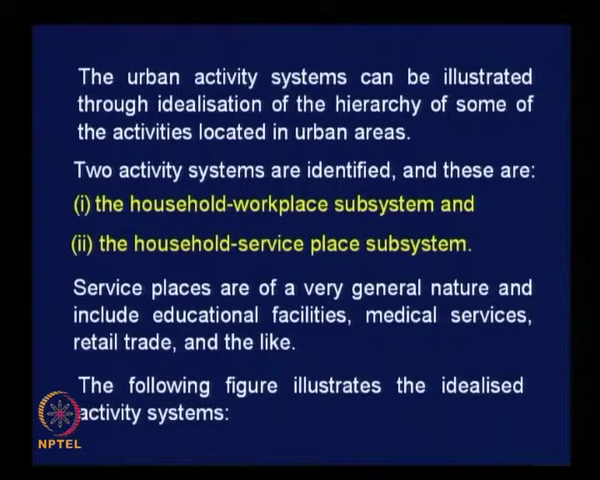 The urban activity systems can be illustrated
through idealisation of the hierarchy of some of
the activities located in urban areas.
Two activity systems are identified, and these are:
(i) the household-workplace subsystem and
(ii) the household-service place subsystem.
Service places are of a very general nature and
include educational facilities, medical services,
retail trade, and the like.
The following figure illustrates the idealised
activity systems:
NPTEL